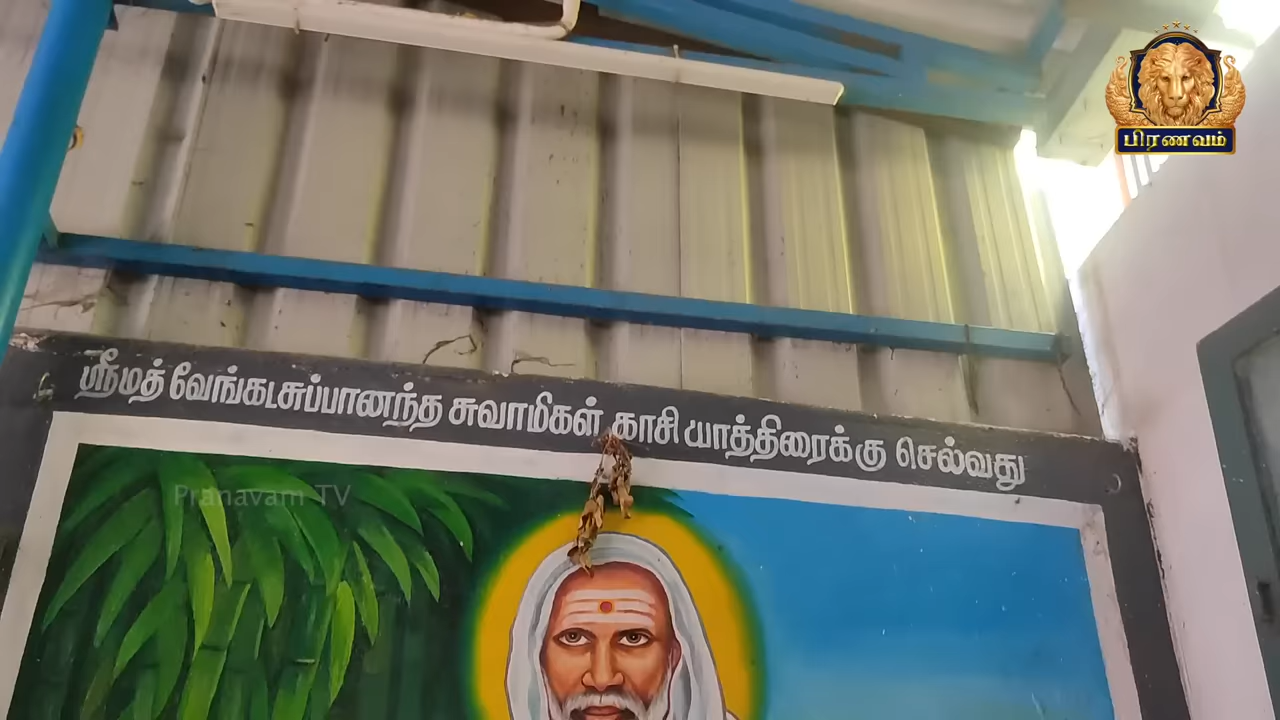 பிரணவம்
ஸ்ரீமத் வேங்கடசுப்பானந்த சுவாமிகள் காசி யாத்திரைக்கு செல்வது
Pranavam TV